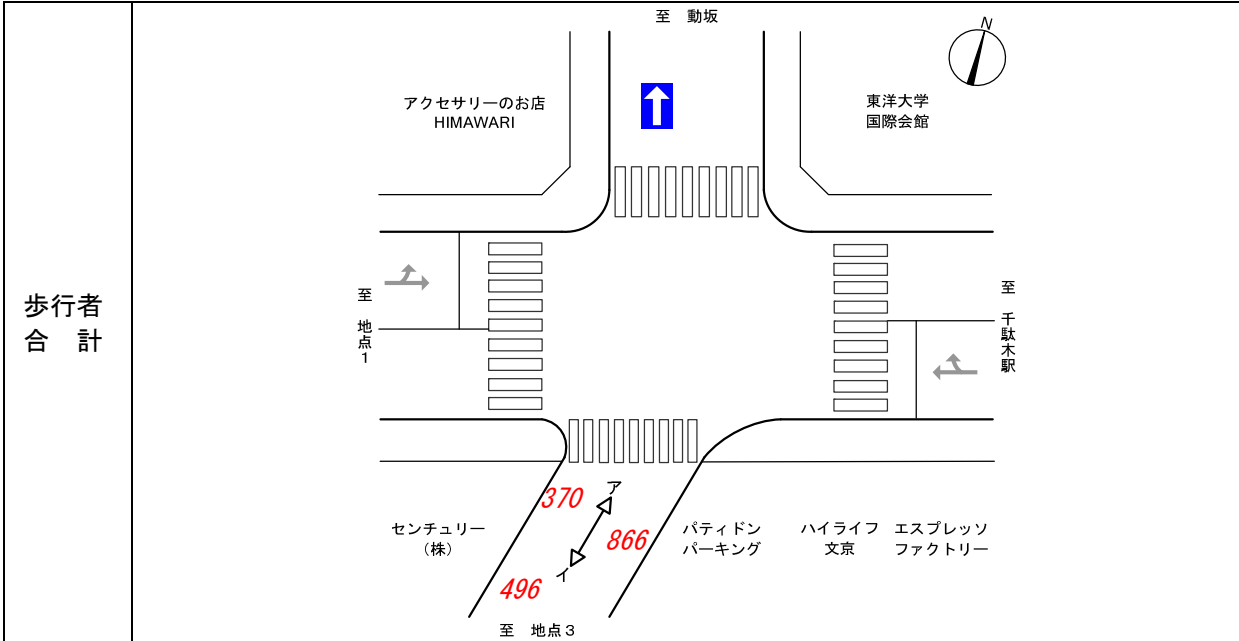 至 動坂
N
アクセサリーのお店
HIMAWARI
東洋大学
国際会館
歩行者
合 計
至 地点1
至 千駄木駅
370
ア
866
イ
496
センチュリー
(株)
パティドン
パーキング
ハイライフ
文京
エスプレッソ
ファクトリー
至 地点3